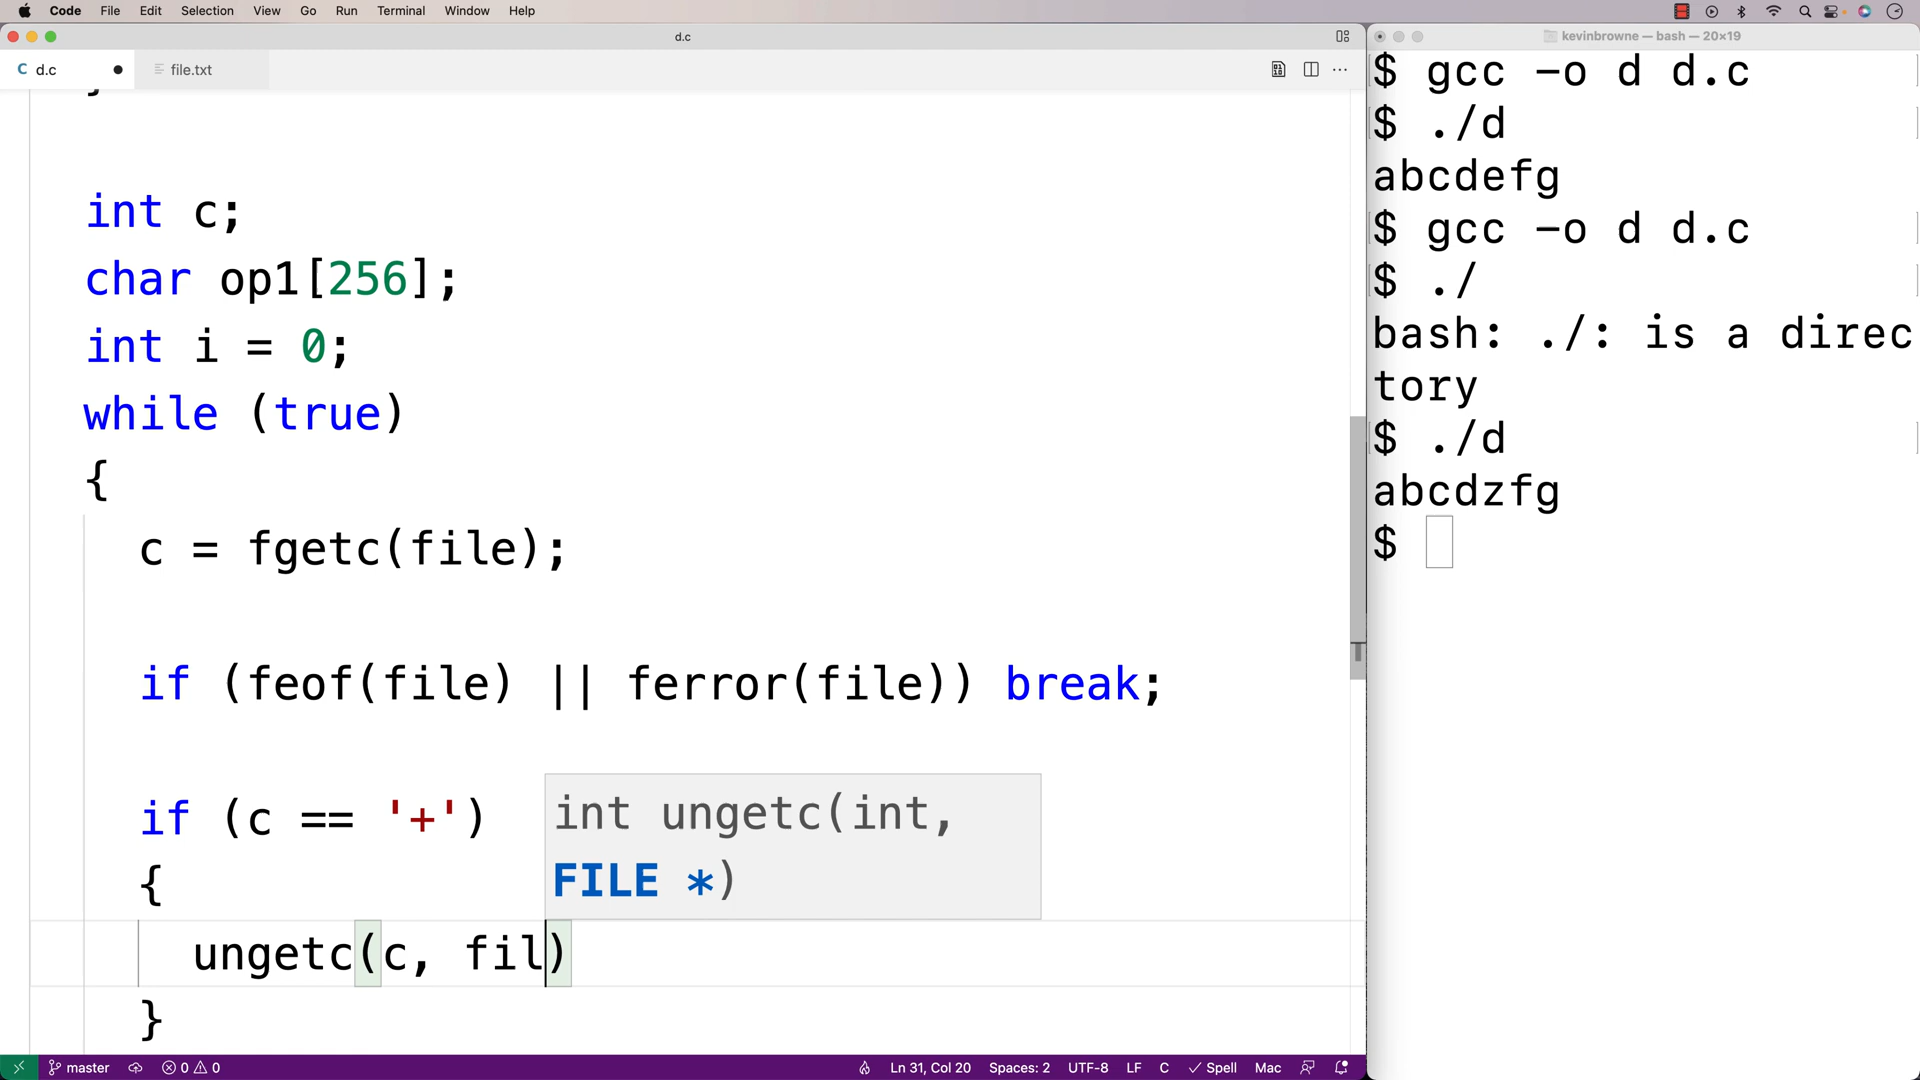 Code File Edit Selection View Go Run Terminal Window Help
d.c
C d.c
file.txt
}
int c;
char op1[256];
int i = 0;
while (true)
{
c = fgetc(file);
if (feof(file) || ferror(file)) break;
if (c == '+')
{
int ungetc(int,
FILE *)
ungetc(c, fil)
}
master
0 0
Ln 31, Col 20
Spaces: 2
UTF-8
LF
C
Spell
Mac
kevinbrowne — bash — 20×19
$ gcc -o d d.c
$ ./d
abcdefg
$ gcc -o d d.c
$ ./
bash: ./: is a direc
tory
$ ./d
abcdzfg
$